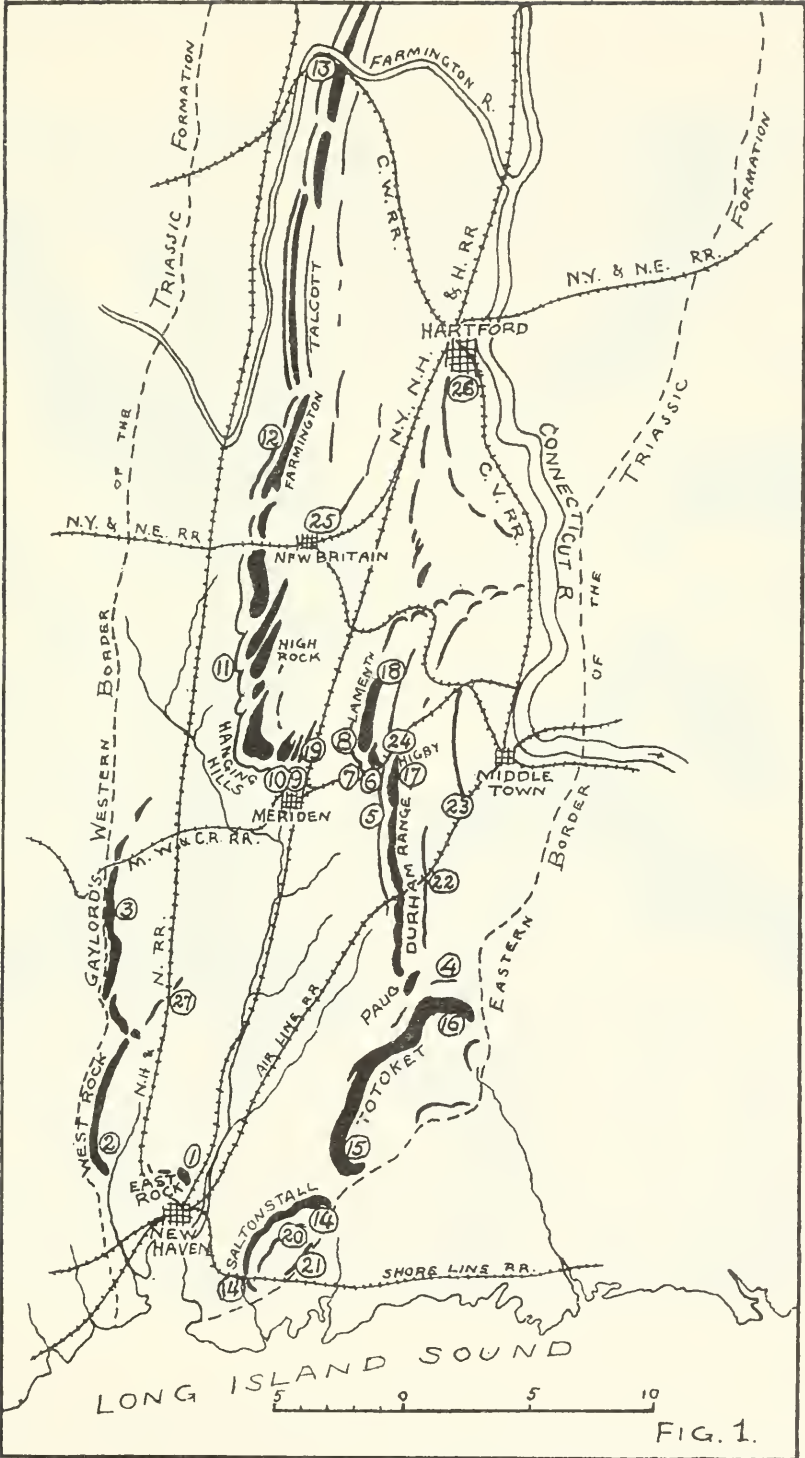 FARMINGTON R.
13
FORMATION
TRIASSIC
OF THE
WESTERN BORDER
C. W. RR.
FORMATION
TRIASSIC
OF THE
EASTERN BORDER
N.Y. & N.E. RR.
N.Y., N.H. & H. RR
TALCOTT
HARTFORD
26
12
FARMINGTON
CONNECTICUT R
C. V. RR.
25
N.Y. & N.E. RR
NEW BRITAIN
HIGH ROCK
11
18
LAMENTN
HANGING HILLS
19
8
24
HIGBY
10
9
7
6
17
MERIDEN
MIDDLE TOWN
5
23
M. W & C.R. RR.
DURHAM RANGE
22
GAYLORD'S
3
N.H & N. RR.
27
4
PAUG
16
AIR LINE RR
TOTOKET
WEST ROCK
2
1
15
EAST ROCK
NEW HAVEN
SALTONSTALL
14
20
21
14
SHORE LINE RR.
LONG ISLAND SOUND
5 0 5 10
FIG. 1.